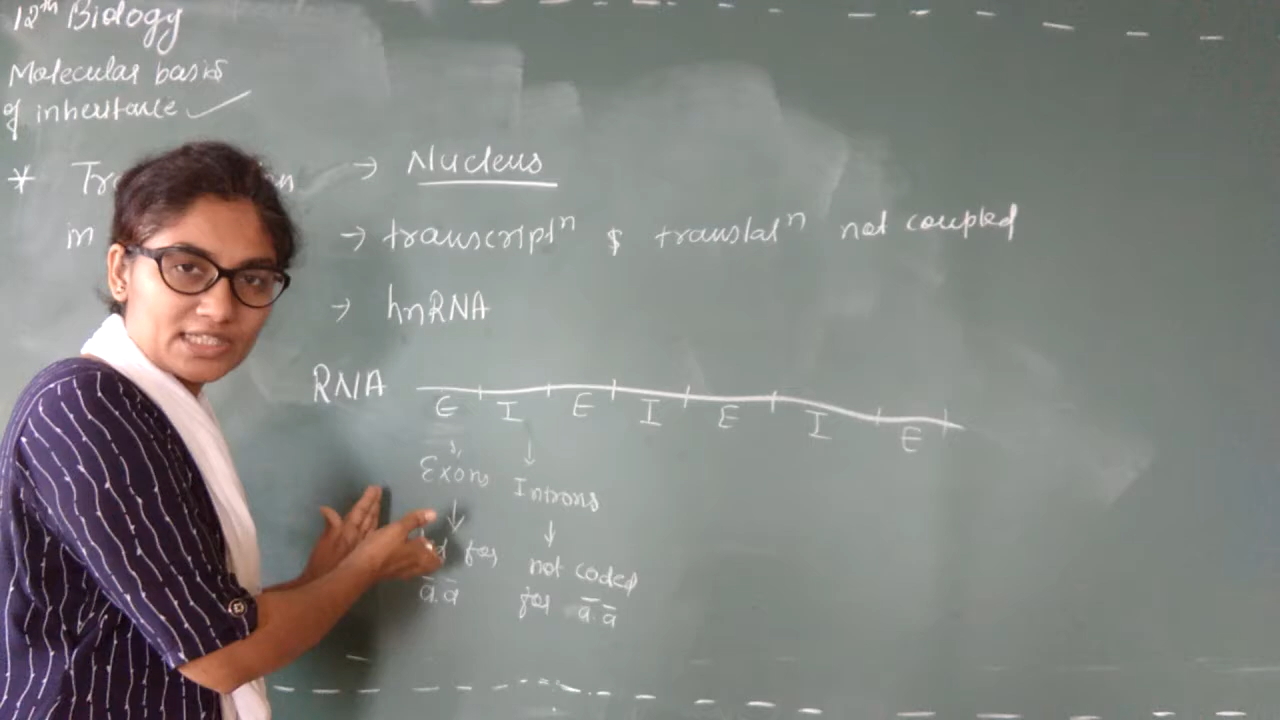 12th Biology
Molecular basis
of inheritance
* → Nucleus
in → transcriptn & translatn not coupled
→ hnRNA
RNA
E I E I E I E
Exons Introns
for not coded
a.a for a.a